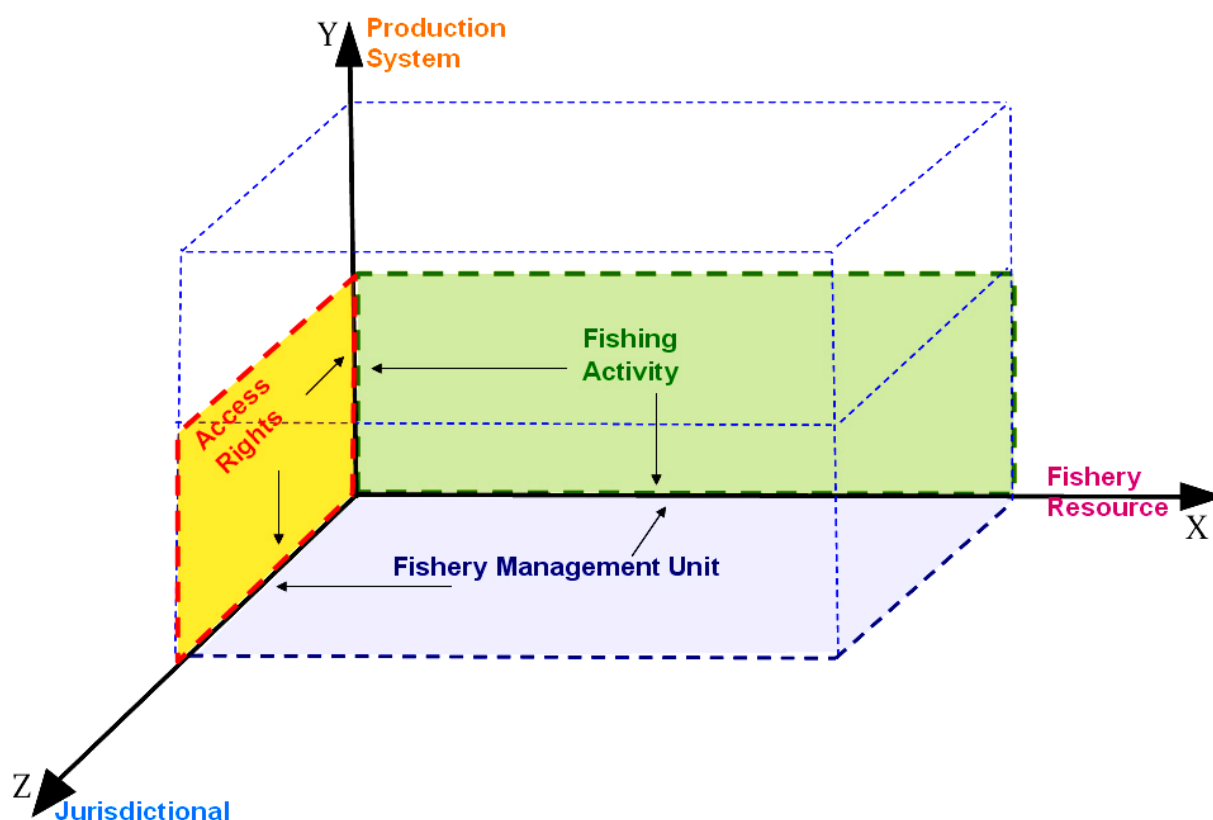 Y
Production
System
Fishing
Activity
Access
Rights
Fishery
Resource
X
Fishery Management Unit
Z
Jurisdictional